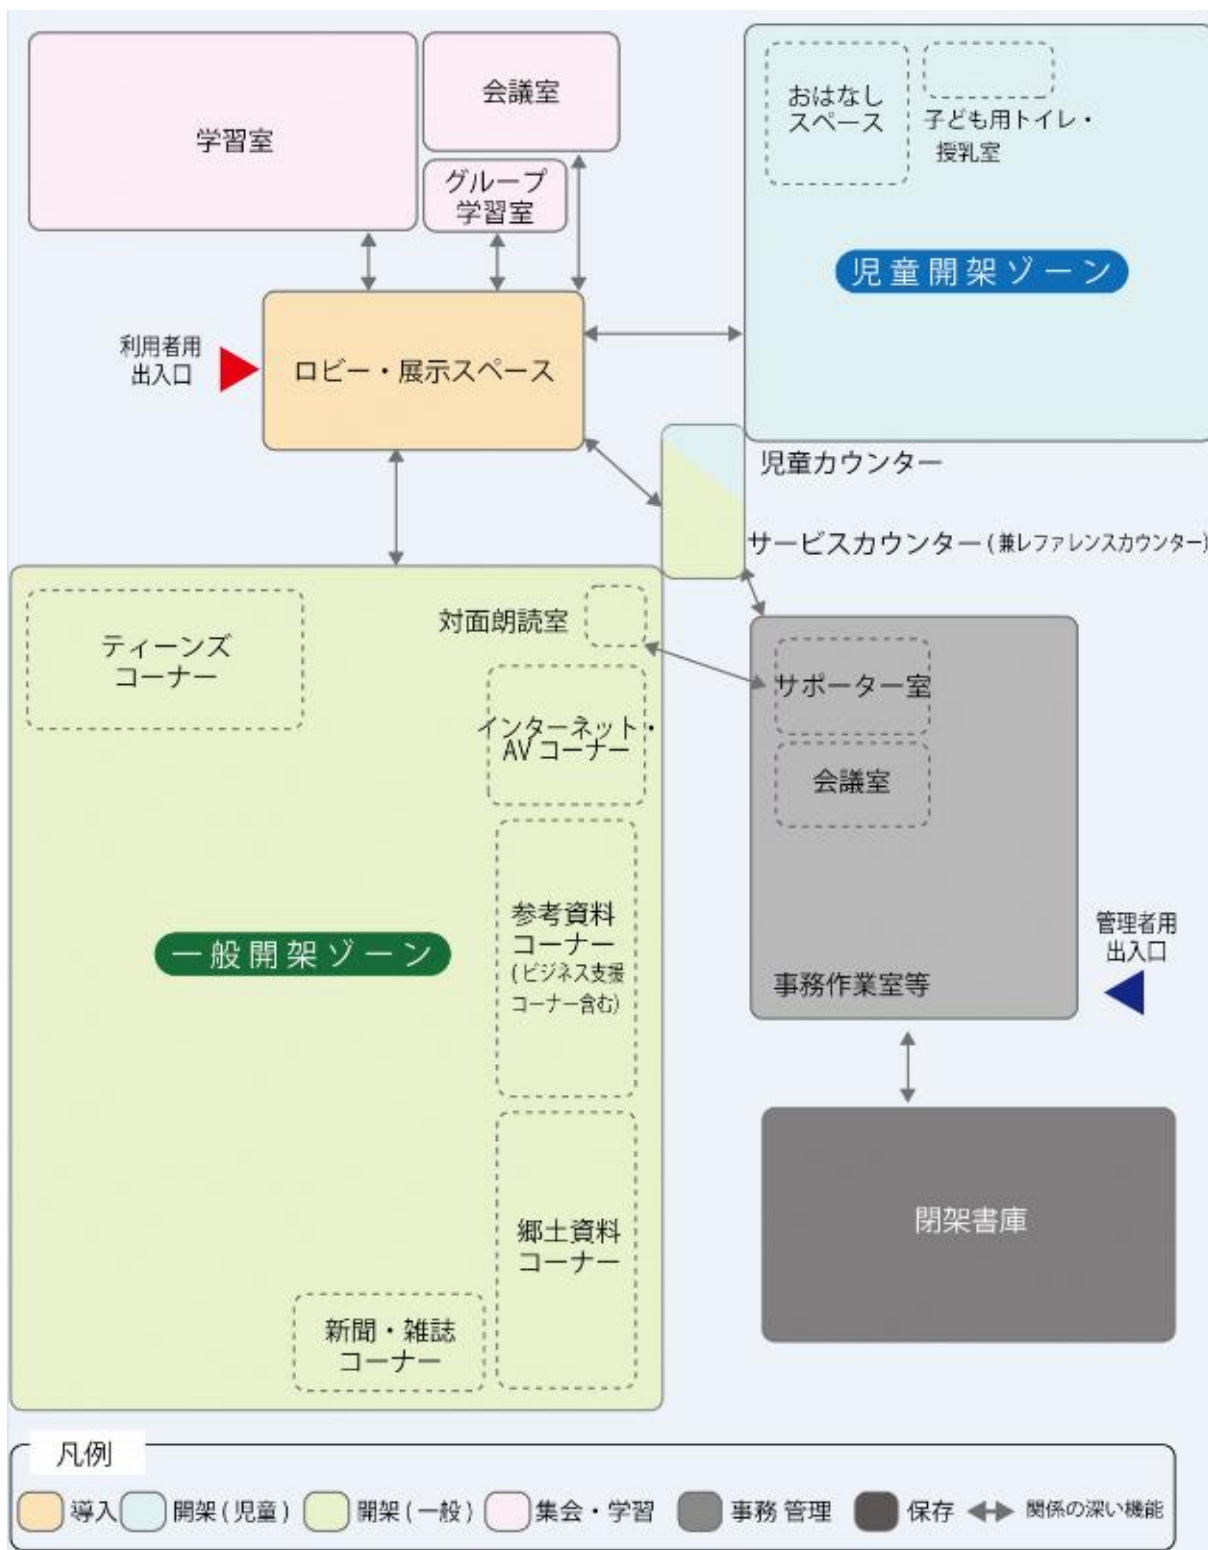 学習室
会議室
グループ
学習室
おはなし
スペース
子ども用トイレ・
授乳室
児童開架ゾーン
利用者用
出入口
ロビー・展示スペース
児童カウンター
サービスカウンター(兼レファレンスカウンター)
ティーンズ
コーナー
対面朗読室
インターネット・
AVコーナー
サポーター室
会議室
参考資料
コーナー
(ビジネス支援
コーナー含む)
一般開架ゾーン
管理者用
出入口
事務作業室等
郷土資料
コーナー
閉架書庫
新聞・雑誌
コーナー
凡例
導入 開架(児童) 開架(一般) 集会・学習 事務管理 保存 関係の深い機能